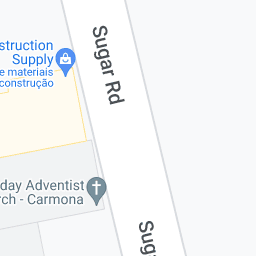 struction
Supply
e materiais
construção
Sugar Rd
day Adventist
rch - Carmona
Sug